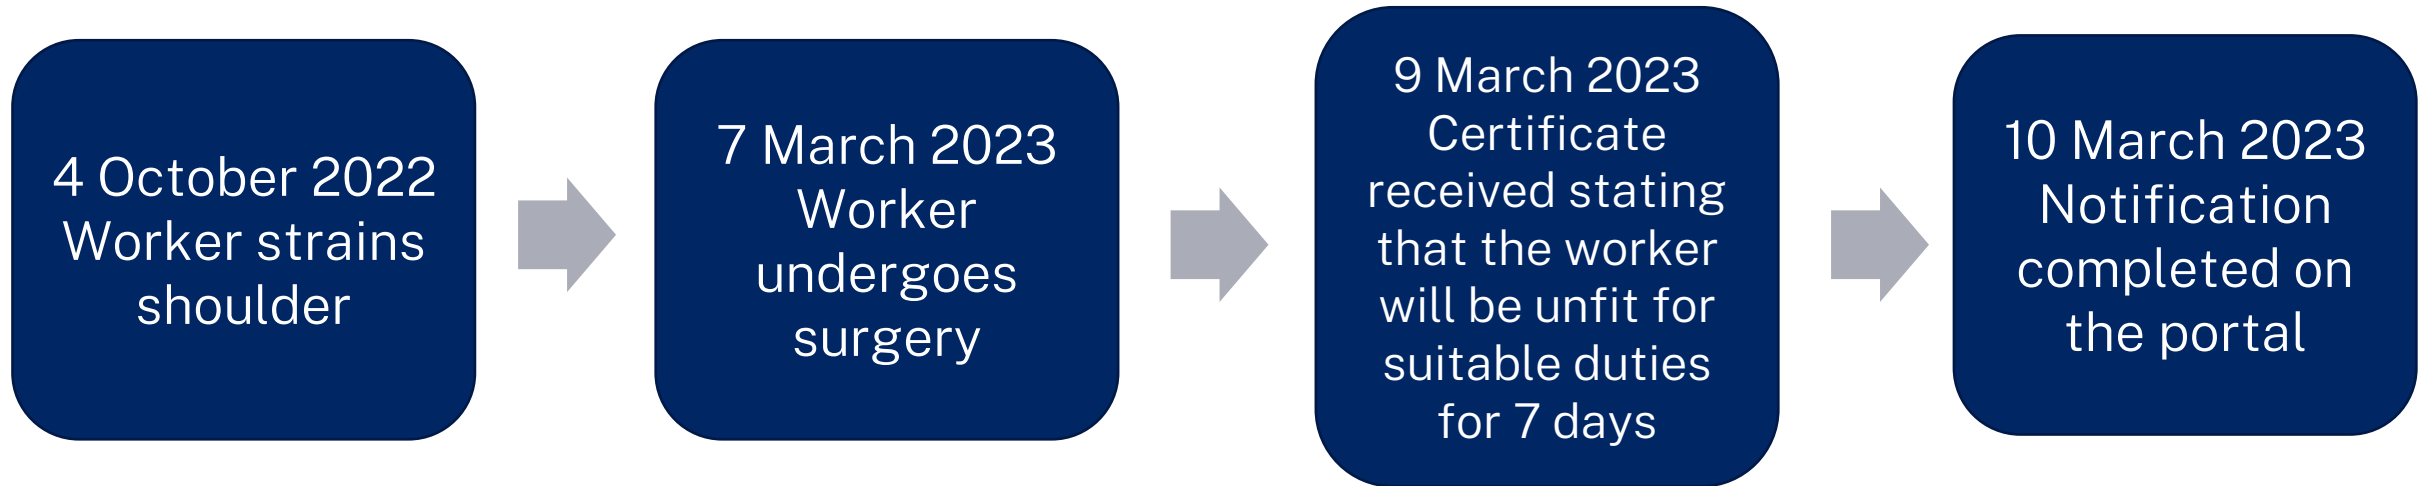 4 October 2022
Worker strains
shoulder
7 March 2023
Worker
undergoes
surgery
9 March 2023
Certificate
received stating
that the worker
will be unfit for
suitable duties
for 7 days
10 March 2023
Notification
completed on
the portal